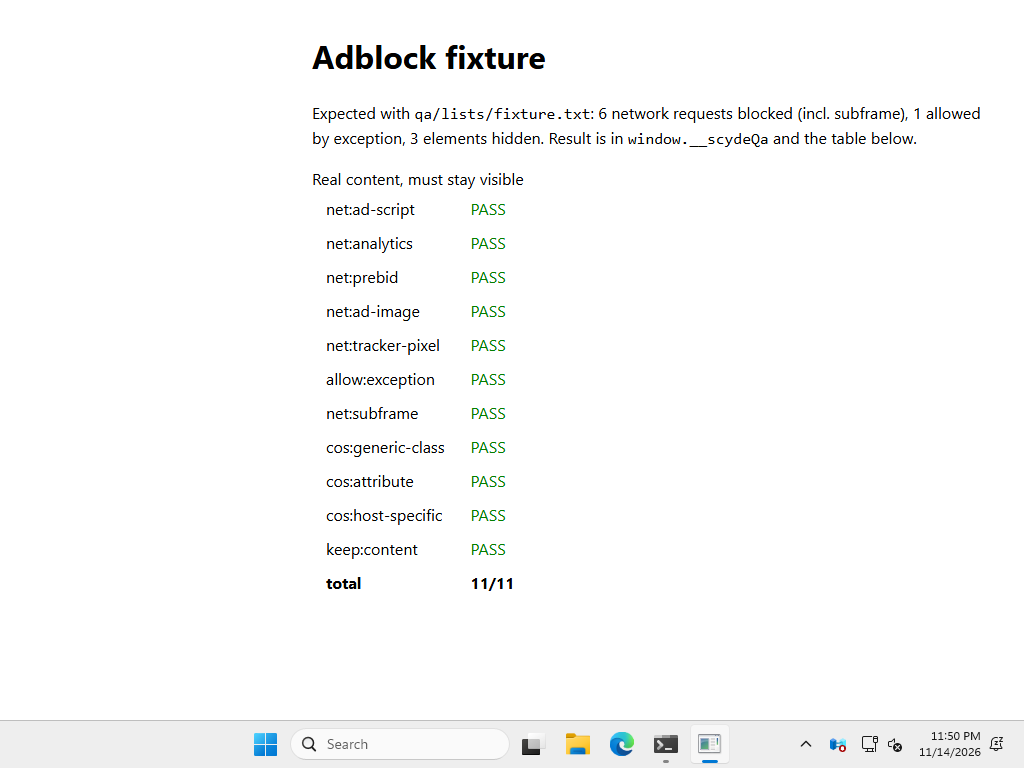 Adblock fixture
Expected with qa/lists/fixture.txt: 6 network requests blocked (incl. subframe), 1 allowed
by exception, 3 elements hidden. Result is in window.__scydeQa and the table below.
Real content, must stay visible
net:ad-script PASS
net:analytics PASS
net:prebid PASS
net:ad-image PASS
net:tracker-pixel PASS
allow:exception PASS
net:subframe PASS
cos:generic-class PASS
cos:attribute PASS
cos:host-specific PASS
keep:content PASS
total 11/11
Search
11:50 PM
11/14/2026